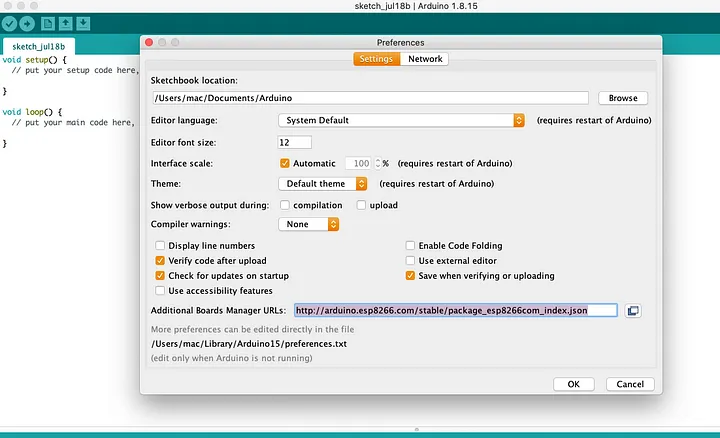 sketch_jul18b | Arduino 1.8.15
sketch_jul18b
void setup() {
// put your setup code here,
}
void loop() {
// put your main code here,
}
Preferences
Settings Network
Sketchbook location:
/Users/mac/Documents/Arduino Browse
Editor language: System Default (requires restart of Arduino)
Editor font size: 12
Interface scale: Automatic 100 % (requires restart of Arduino)
Theme: Default theme (requires restart of Arduino)
Show verbose output during: compilation upload
Compiler warnings: None
Display line numbers Enable Code Folding
Verify code after upload Use external editor
Check for updates on startup Save when verifying or uploading
Use accessibility features
Additional Boards Manager URLs: http://arduino.esp8266.com/stable/package_esp8266com_index.json
More preferences can be edited directly in the file
/Users/mac/Library/Arduino15/preferences.txt
(edit only when Arduino is not running)
OK Cancel